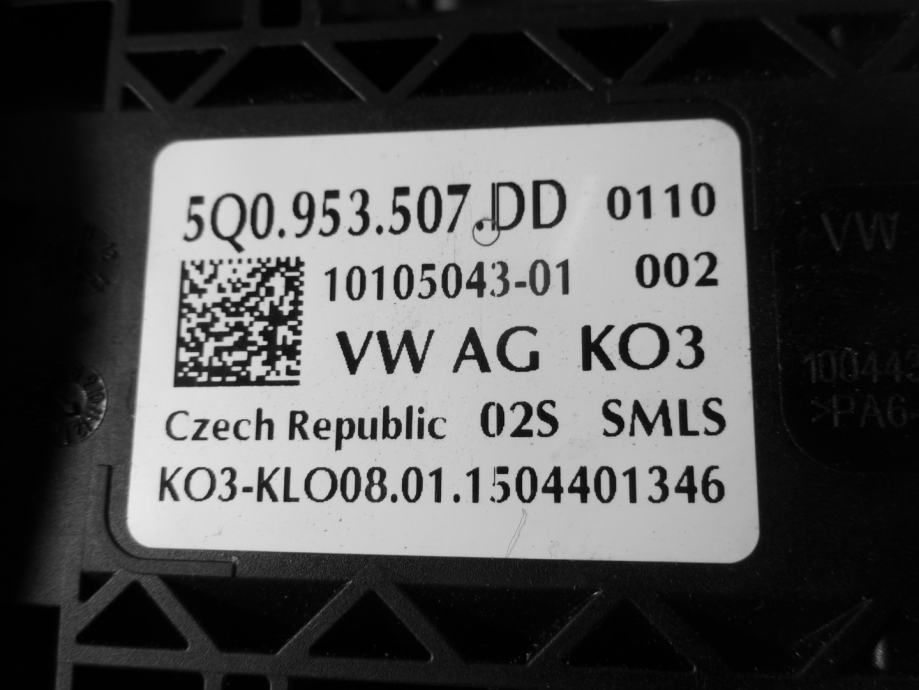 5Q0.953.507.DD 0110
10105043-01 002
VW AG KO3
Czech Republic 02S SMLS
KO3-KLO08.01.1504401346
VW